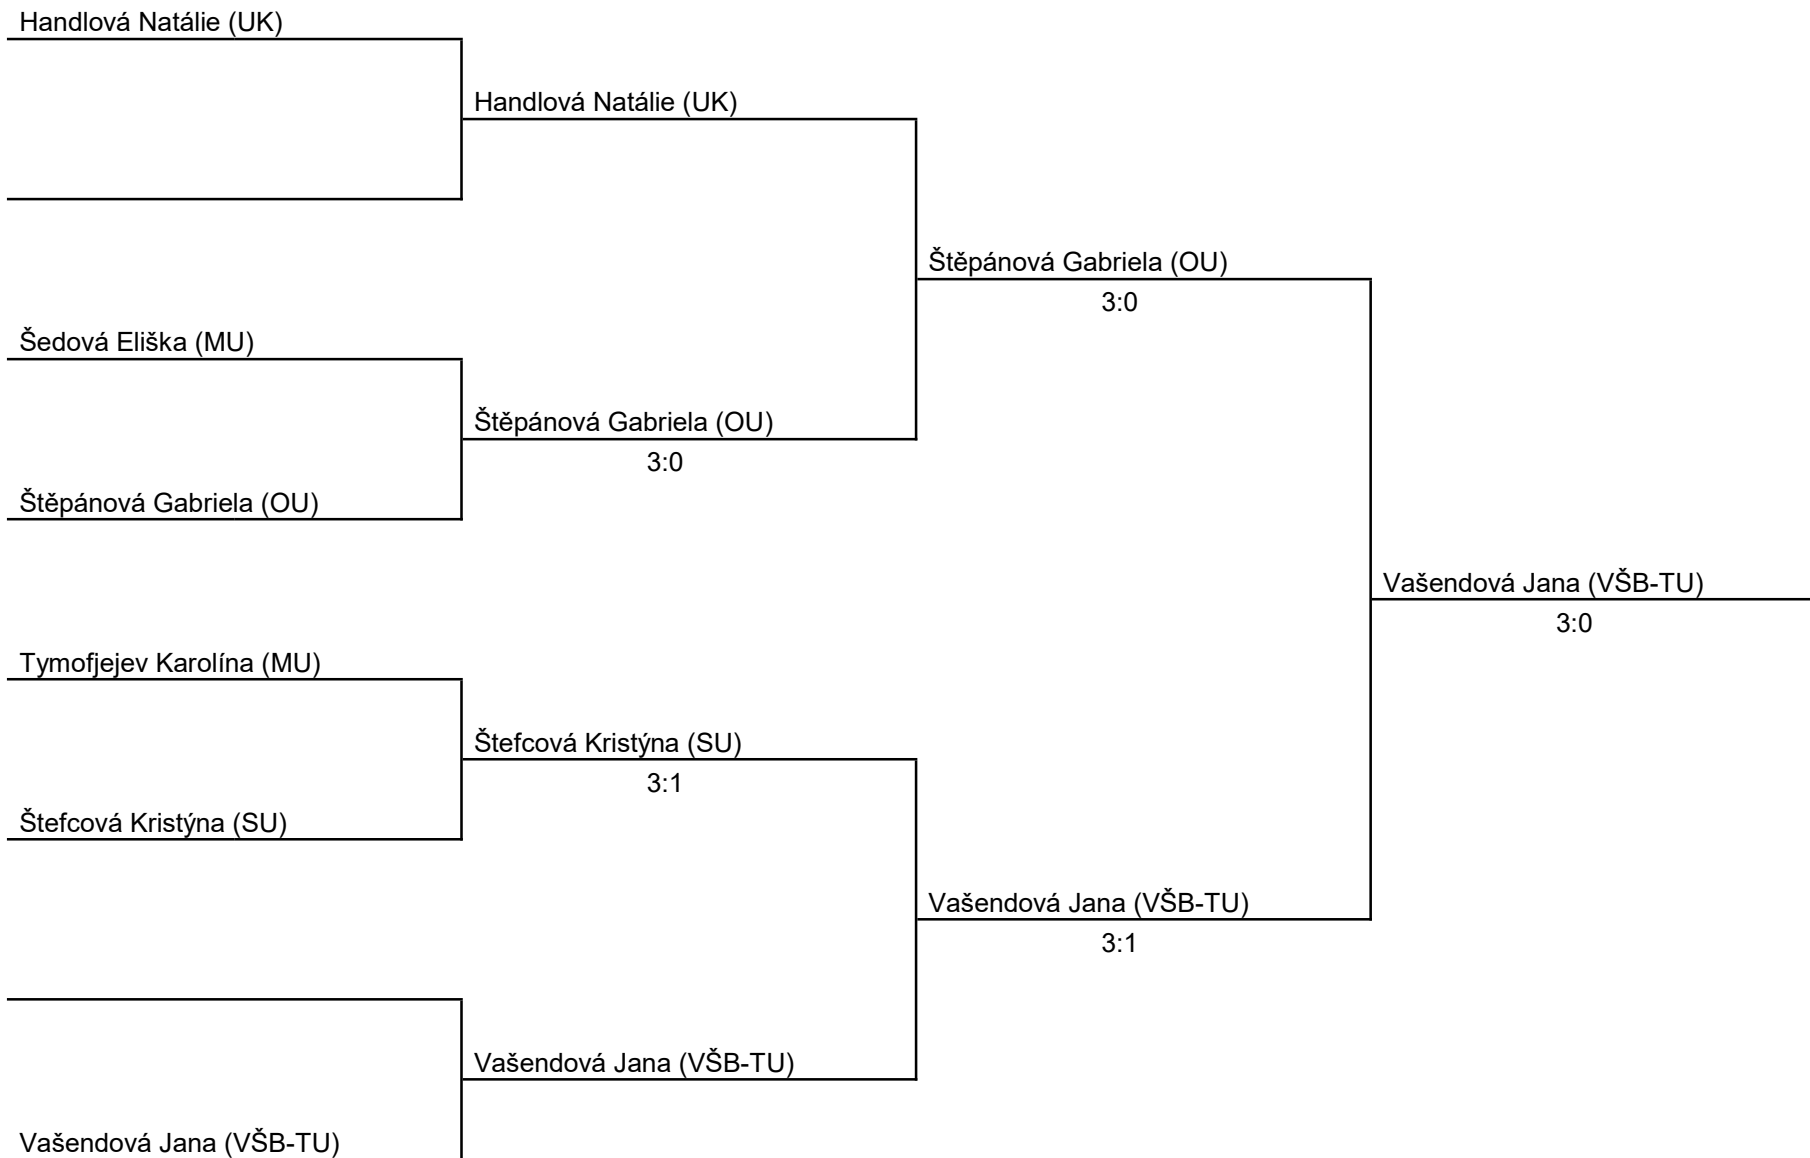 Handlová Natálie (UK)
Handlová Natálie (UK)
Štěpánová Gabriela (OU)
3:0
Šedová Eliška (MU)
Štěpánová Gabriela (OU)
3:0
Štěpánová Gabriela (OU)
Vašendová Jana (VŠB-TU)
3:0
Tymofjejev Karolína (MU)
Štefcová Kristýna (SU)
3:1
Štefcová Kristýna (SU)
Vašendová Jana (VŠB-TU)
3:1
Vašendová Jana (VŠB-TU)
Vašendová Jana (VŠB-TU)